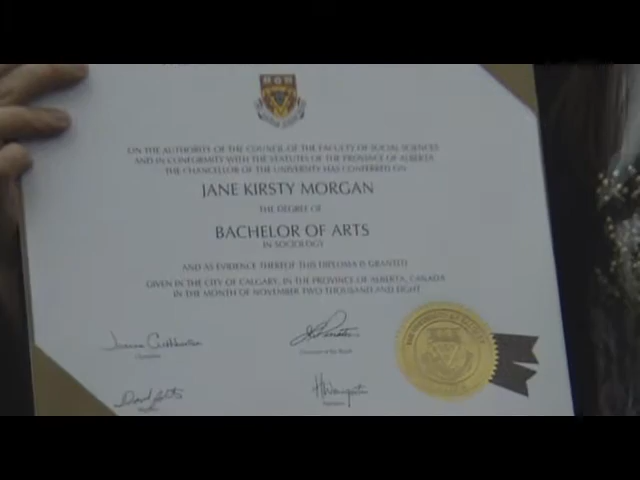 ON THE AUTHORITY OF THE COUNCIL OF THE FACULTY OF SOCIAL SCIENCES
AND IN CONFORMITY WITH THE STATUTES OF THE PROVINCE OF ALBERTA
THE CHANCELLOR OF THE UNIVERSITY HAS CONFERRED ON
JANE KIRSTY MORGAN
THE DEGREE OF
BACHELOR OF ARTS
IN SOCIOLOGY
AND AS EVIDENCE THEREOF THIS DIPLOMA IS GRANTED
GIVEN IN THE CITY OF CALGARY, IN THE PROVINCE OF ALBERTA, CANADA
IN THE MONTH OF NOVEMBER TWO THOUSAND AND EIGHT